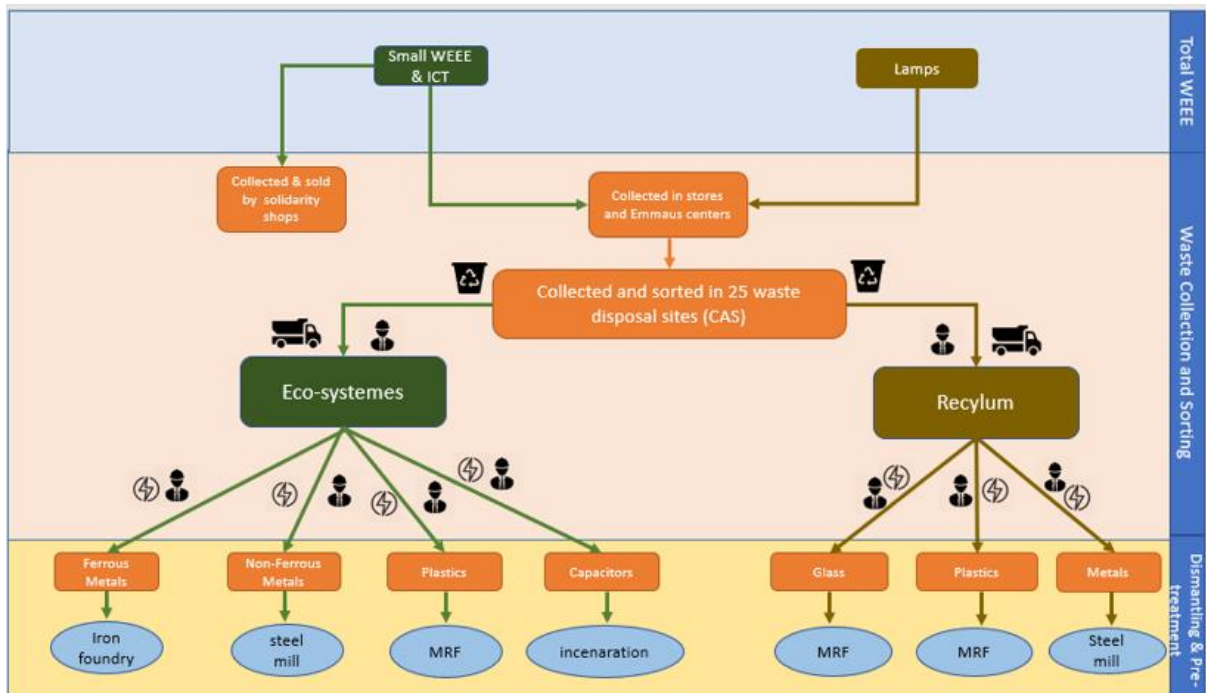 Small WEEE
& ICT
Lamps
Total WEEE
Collected & sold
by solidarity
shops
Collected in stores
and Emmaus centers
Collected and sorted in 25 waste
disposal sites (CAS)
Eco-systemes
Recylum
Waste Collection and Sorting
Ferrous
Metals
Non-Ferrous
Metals
Plastics
Capacitors
Glass
Plastics
Metals
Iron
foundry
steel
mill
MRF
incenaration
MRF
MRF
Steel
mill
Dismantling & Pre-
treatment